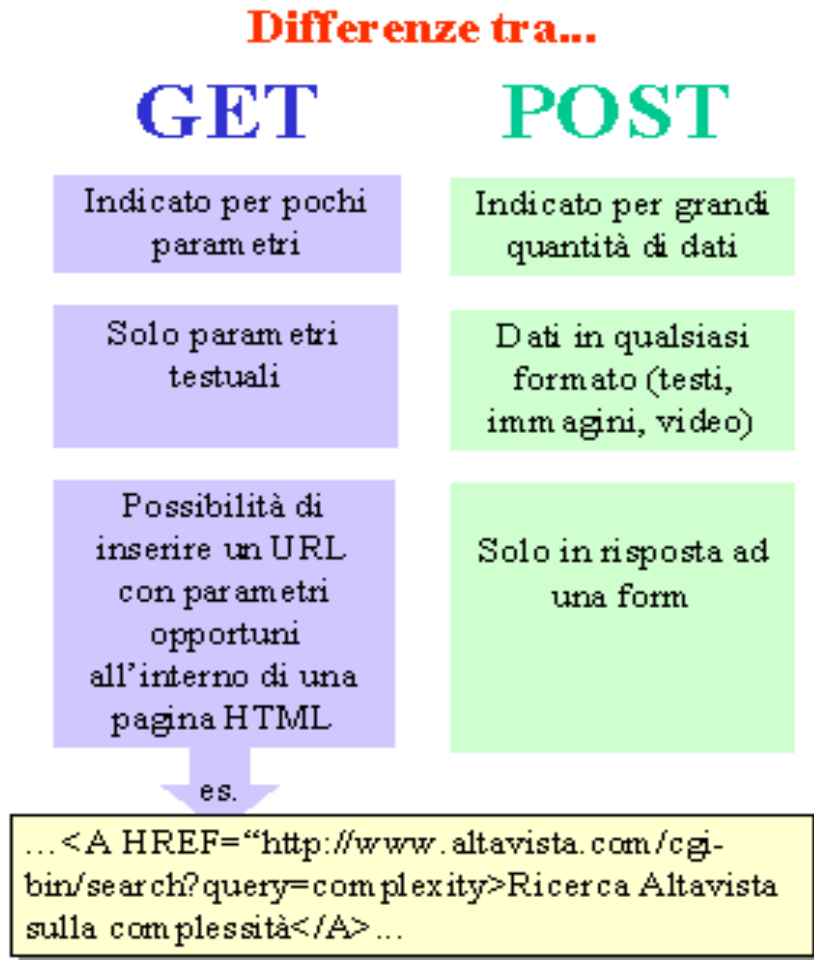 Differenze tra...
GET
POST
Indicato per pochi
parametri
Indicato per grandi
quantità di dati
Solo parametri
testuali
Dati in qualsiasi
formato (testi,
immagini, video)
Possibilità di
inserire un URL
con parametri
opportuni
all'interno di una
pagina HTML
Solo in risposta ad
una form
es.
...<A HREF=“http://www.altavista.com/cgi-
bin/search?query=complexity>Ricerca Altavista
sulla complessità</A>...